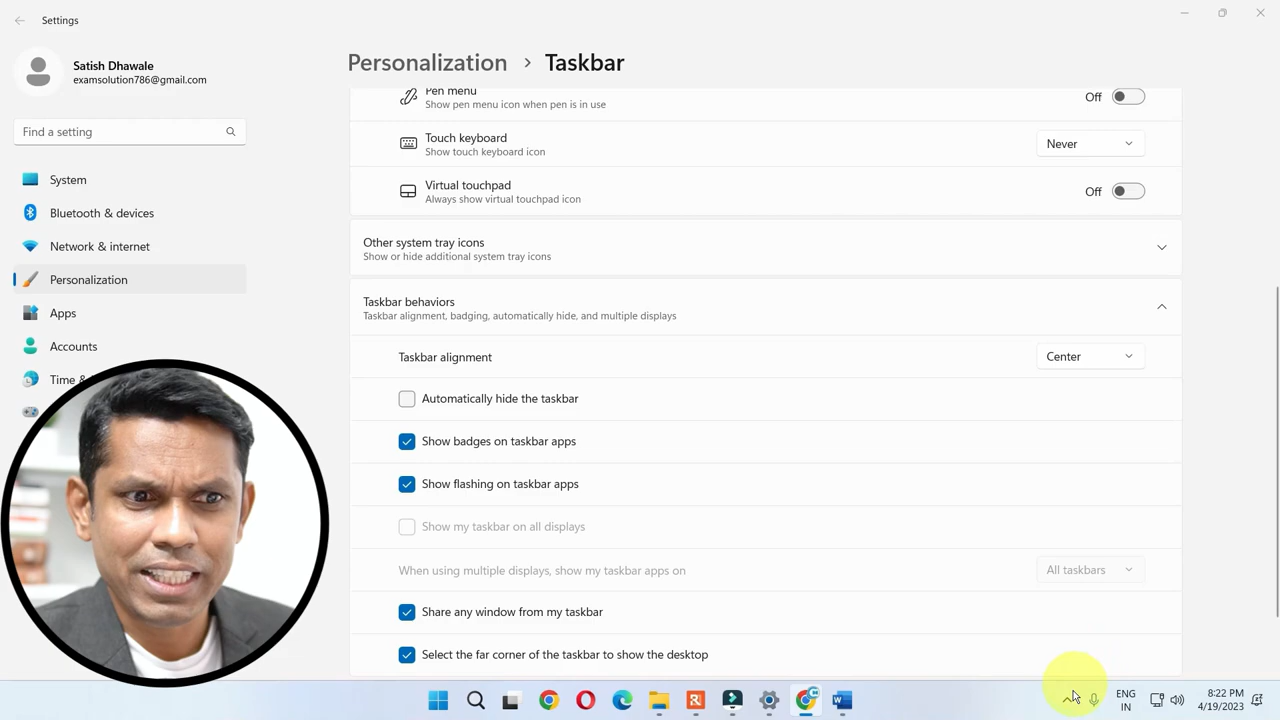 Settings
Satish Dhawale
examsolution786@gmail.com
Find a setting
System
Bluetooth & devices
Network & internet
Personalization
Apps
Accounts
Time &
Personalization > Taskbar
Pen menu
Show pen menu icon when pen is in use
Off
Touch keyboard
Show touch keyboard icon
Never
Virtual touchpad
Always show virtual touchpad icon
Off
Other system tray icons
Show or hide additional system tray icons
Taskbar behaviors
Taskbar alignment, badging, automatically hide, and multiple displays
Taskbar alignment
Center
Automatically hide the taskbar
Show badges on taskbar apps
Show flashing on taskbar apps
Show my taskbar on all displays
When using multiple displays, show my taskbar apps on
All taskbars
Share any window from my taskbar
Select the far corner of the taskbar to show the desktop
ENG
IN
8:22 PM
4/19/2023